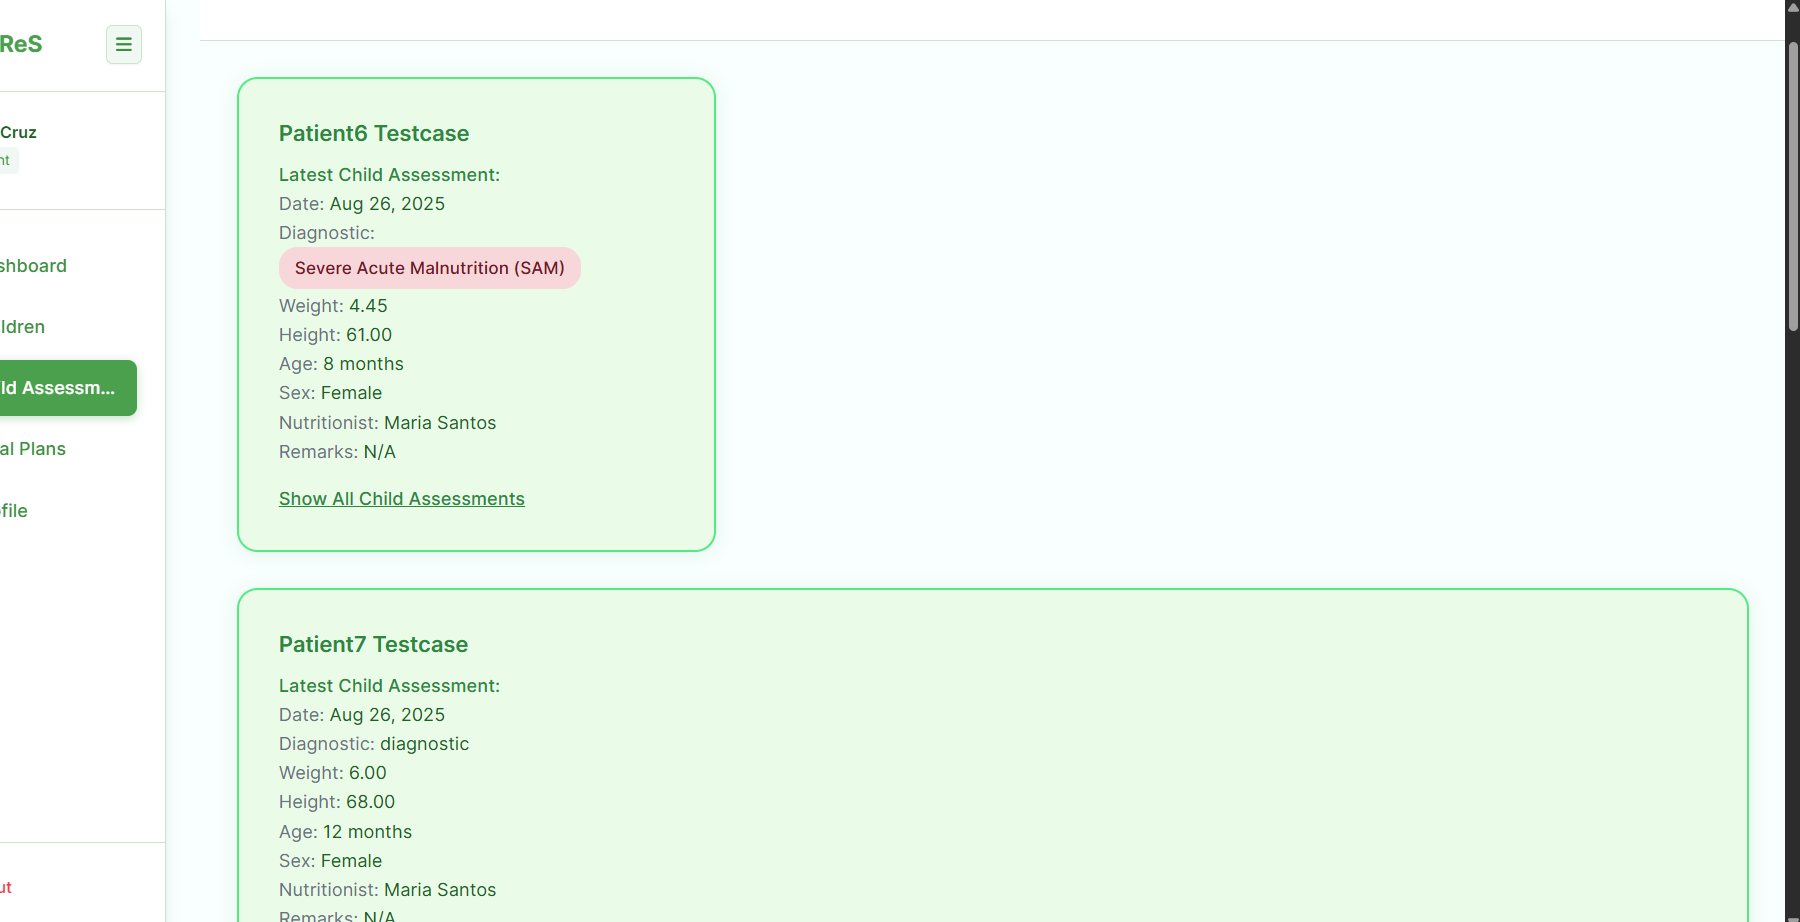 ReS
Cruz
nt
shboard
ldren
ld Assessm...
al Plans
file
ut
Patient6 Testcase
Latest Child Assessment:
Date: Aug 26, 2025
Diagnostic:
Severe Acute Malnutrition (SAM)
Weight: 4.45
Height: 61.00
Age: 8 months
Sex: Female
Nutritionist: Maria Santos
Remarks: N/A
Show All Child Assessments
Patient7 Testcase
Latest Child Assessment:
Date: Aug 26, 2025
Diagnostic: diagnostic
Weight: 6.00
Height: 68.00
Age: 12 months
Sex: Female
Nutritionist: Maria Santos
Remarks: N/A